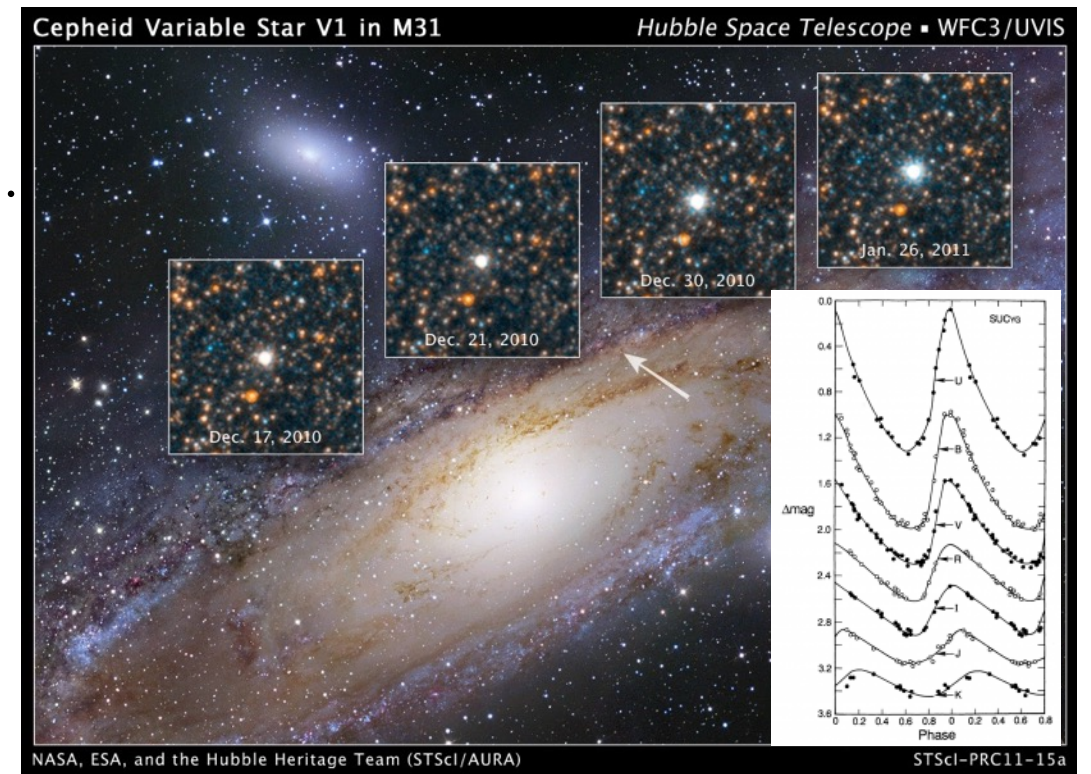 Cepheid Variable Star V1 in M31
Hubble Space Telescope ▪ WFC3/UVIS
Dec. 17, 2010
Dec. 21, 2010
Dec. 30, 2010
Jan. 26, 2011
SU Cyg
0.0
0.4
0.8
1.2
1.6
2.0
2.4
2.8
3.2
3.6
Δmag
U
B
V
R
I
J
K
0 0.2 0.4 0.6 0.8 0 0.2 0.4 0.6 0.8
Phase
NASA, ESA, and the Hubble Heritage Team (STScI/AURA)
STScI-PRC11-15a